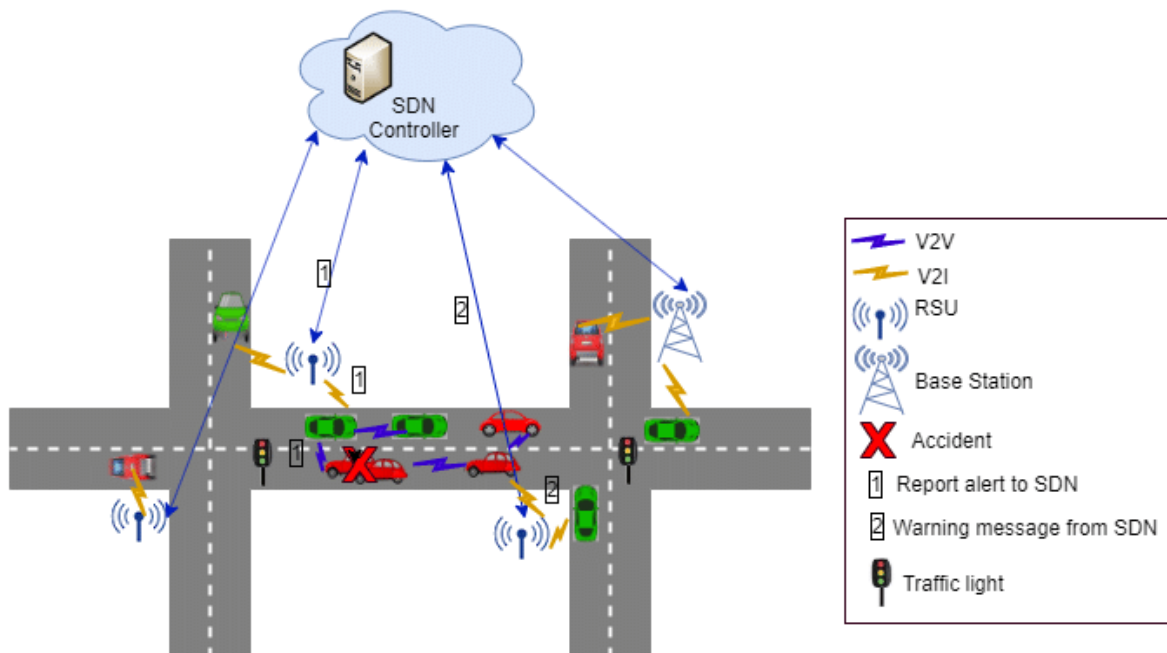 SDN
Controller
1
2
1
1
2
V2V
V2I
RSU
Base Station
Accident
1 Report alert to SDN
2 Warning message from SDN
Traffic light